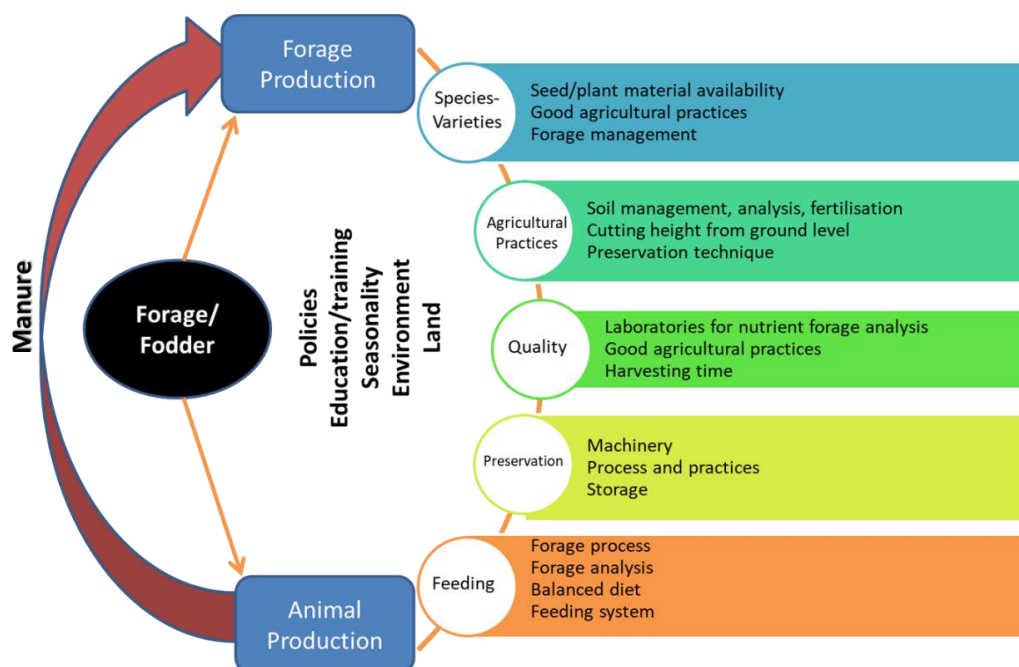 Forage
Production
Manure
Forage/
Fodder
Policies
Education/training
Seasonality
Environment
Land
Species-
Varieties
Seed/plant material availability
Good agricultural practices
Forage management
Agricultural
Practices
Soil management, analysis, fertilisation
Cutting height from ground level
Preservation technique
Quality
Laboratories for nutrient forage analysis
Good agricultural practices
Harvesting time
Preservation
Machinery
Process and practices
Storage
Feeding
Forage process
Forage analysis
Balanced diet
Feeding system
Animal
Production